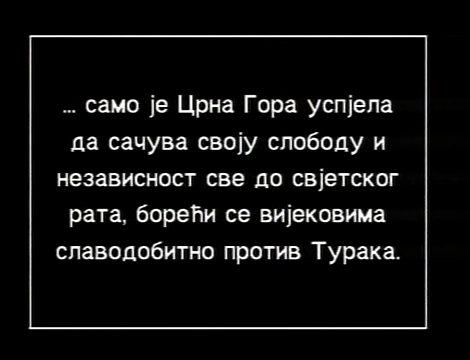 ... само је Црна Гора успјела
да сачува своју слободу и
независност све до свјетског
рата, борећи се вијековима
славодобитно против Турака.